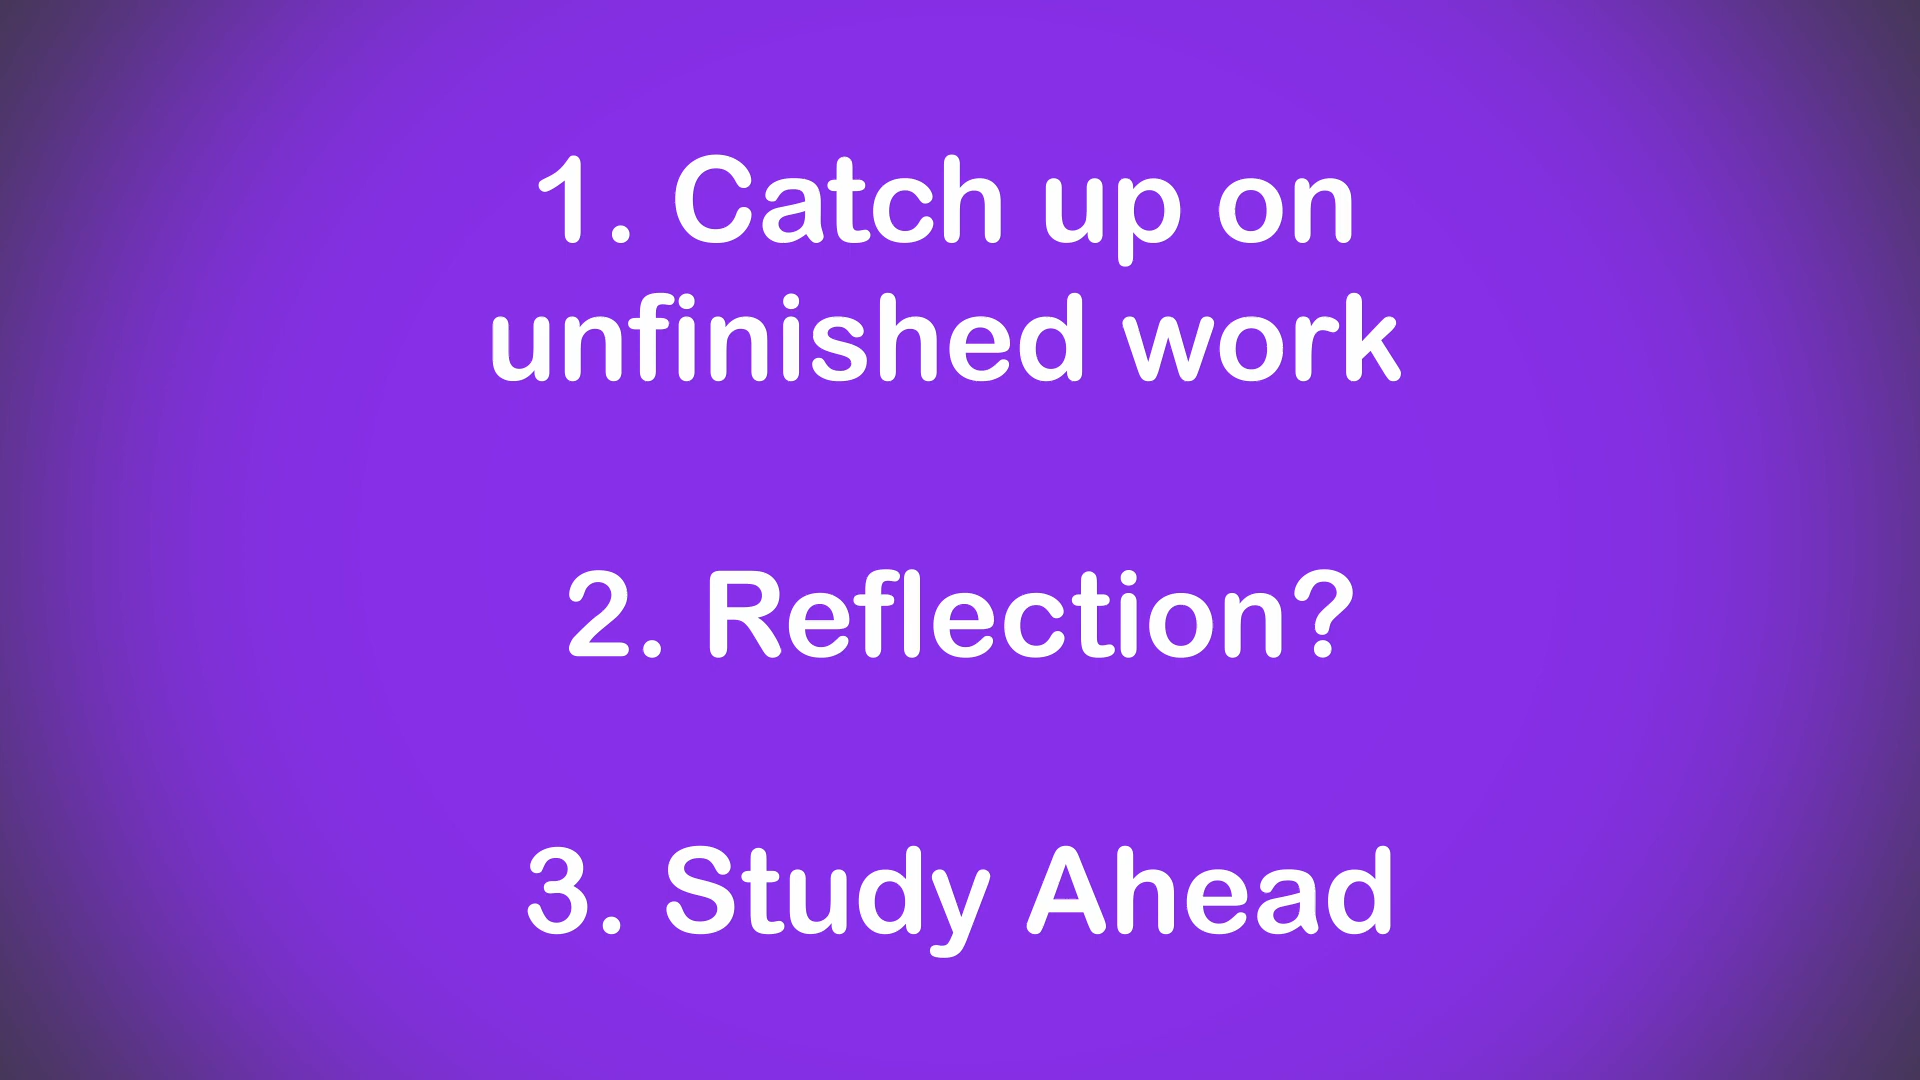 1. Catch up on
unfinished work
2. Reflection?
3. Study Ahead